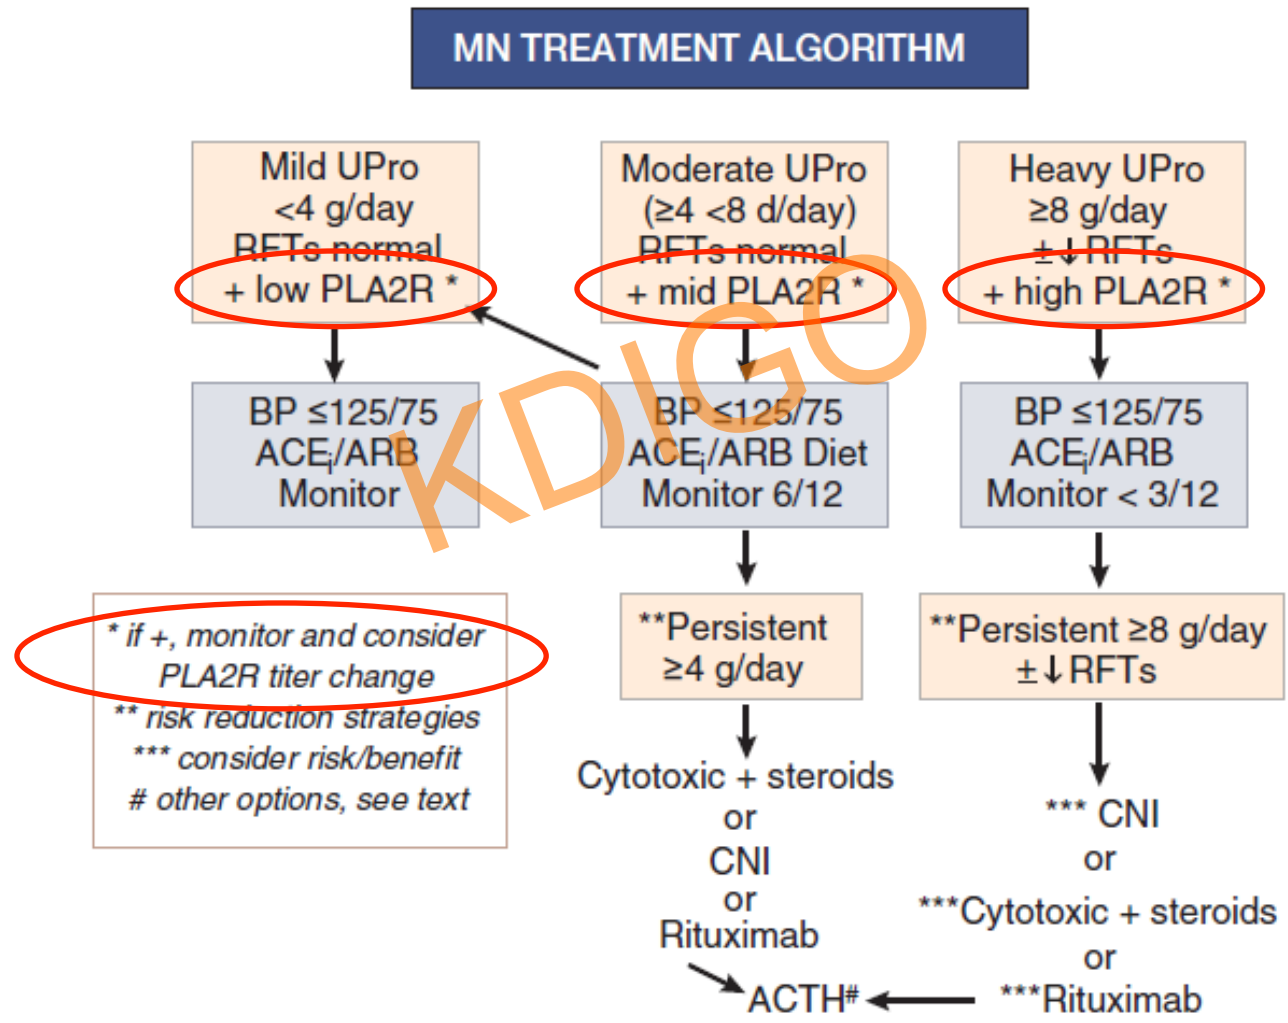 MN TREATMENT ALGORITHM
Mild UPro
<4 g/day
RFTs normal
+ low PLA2R *
Moderate UPro
(≥4 <8 d/day)
RFTs normal
+ mid PLA2R *
Heavy UPro
≥8 g/day
±↓RFTs
+ high PLA2R *
BP ≤125/75
ACEi/ARB
Monitor
BP ≤125/75
ACEi/ARB Diet
Monitor 6/12
BP ≤125/75
ACEi/ARB
Monitor < 3/12
KDIGO
* if +, monitor and consider
PLA2R titer change
** risk reduction strategies
*** consider risk/benefit
# other options, see text
**Persistent
≥4 g/day
**Persistent ≥8 g/day
±↓RFTs
Cytotoxic + steroids
or
CNI
or
Rituximab
*** CNI
or
***Cytotoxic + steroids
or
***Rituximab
ACTH#